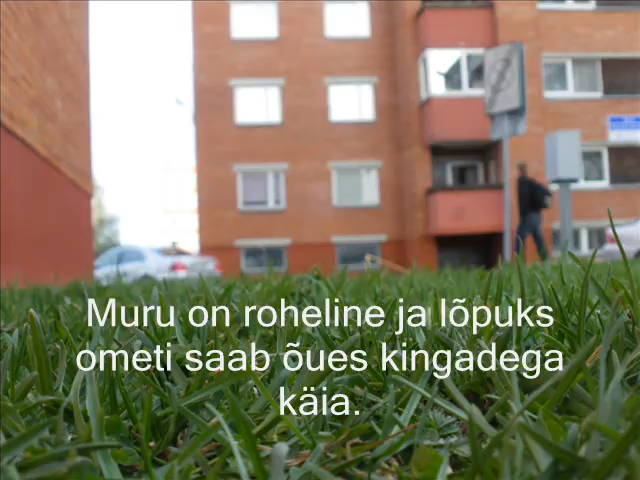 Muru on roheline ja lõpuks
ometi saab õues kingadega
käia.